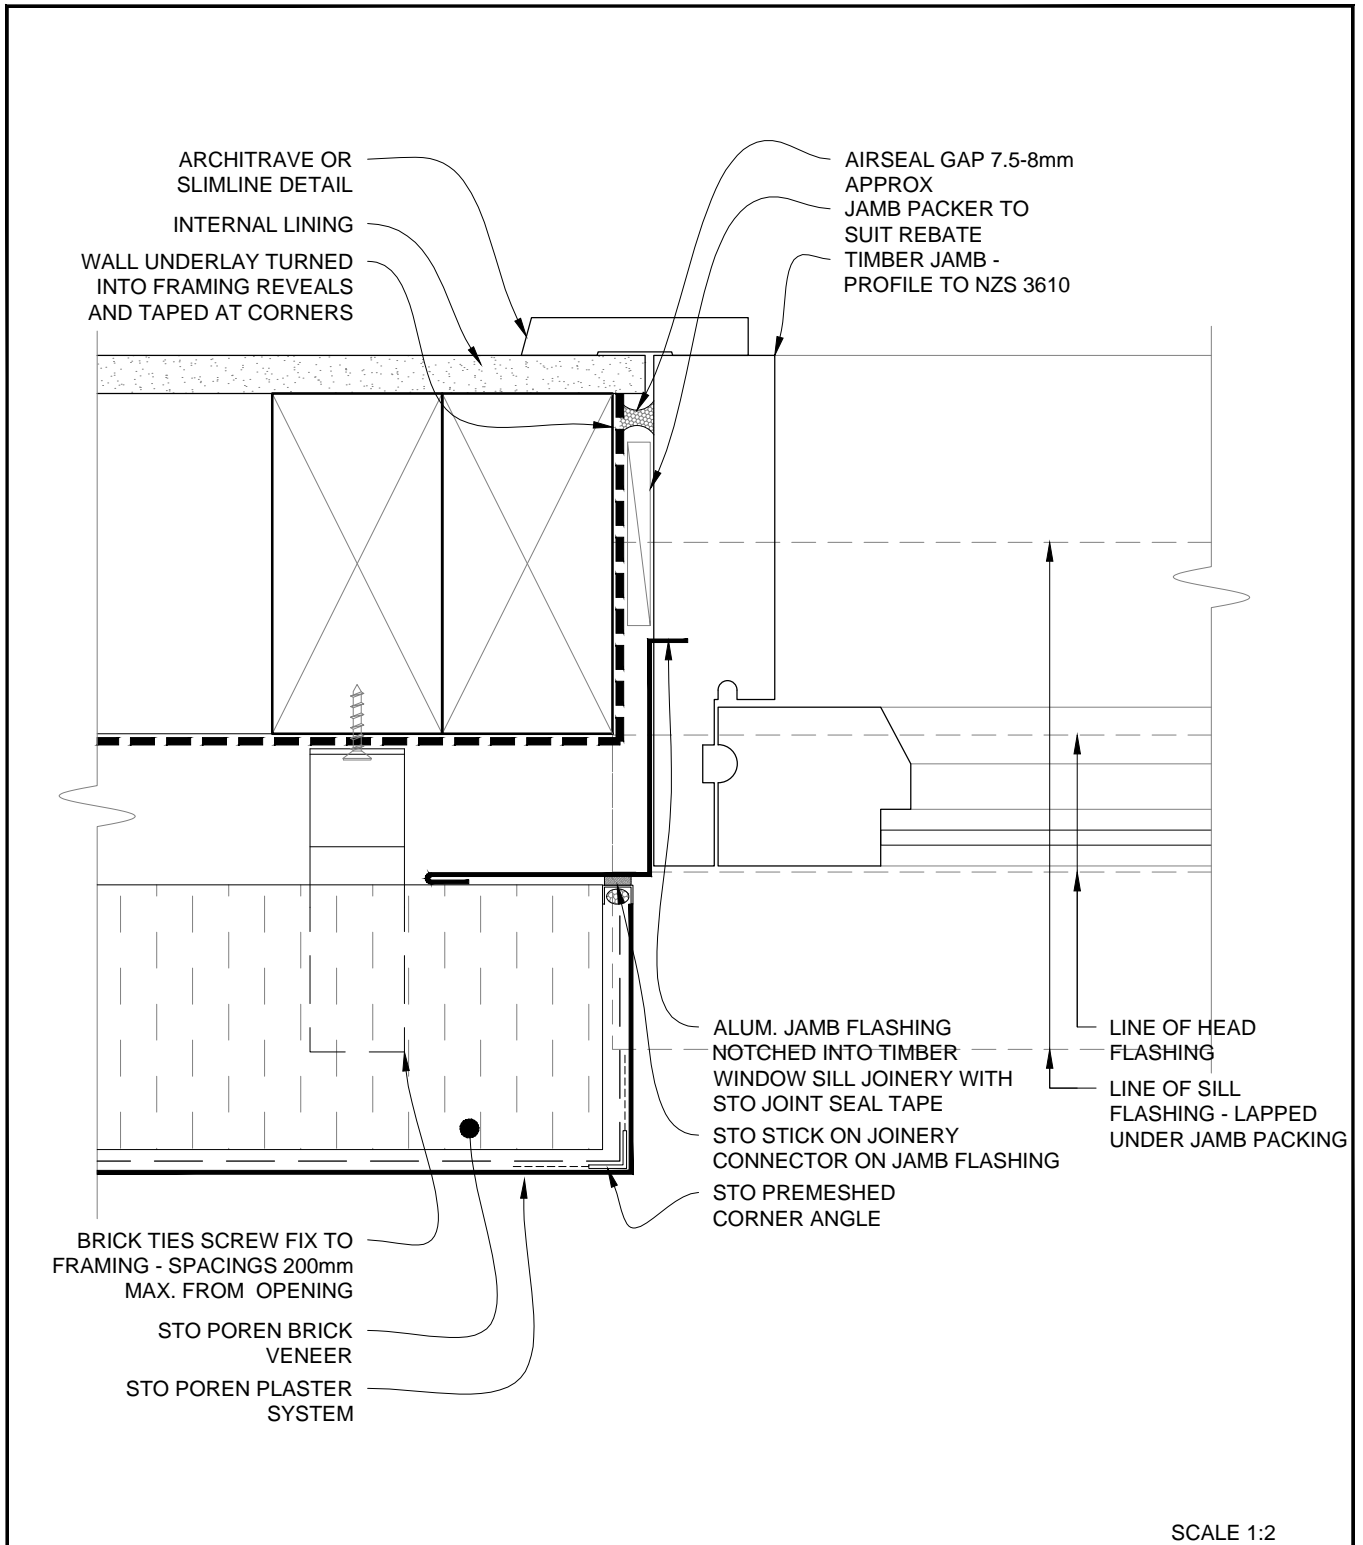 ARCHITRAVE OR
SLIMLINE DETAIL
INTERNAL LINING
WALL UNDERLAY TURNED
INTO FRAMING REVEALS
AND TAPED AT CORNERS
AIRSEAL GAP 7.5-8mm
APPROX
JAMB PACKER TO
SUIT REBATE
TIMBER JAMB -
PROFILE TO NZS 3610
ALUM. JAMB FLASHING
NOTCHED INTO TIMBER
WINDOW SILL JOINERY WITH
STO JOINT SEAL TAPE
STO STICK ON JOINERY
CONNECTOR ON JAMB FLASHING
STO PREMESHED
CORNER ANGLE
LINE OF HEAD
FLASHING
LINE OF SILL
FLASHING - LAPPED
UNDER JAMB PACKING
BRICK TIES SCREW FIX TO
FRAMING - SPACINGS 200mm
MAX. FROM OPENING
STO POREN BRICK
VENEER
STO POREN PLASTER
SYSTEM
SCALE 1:2